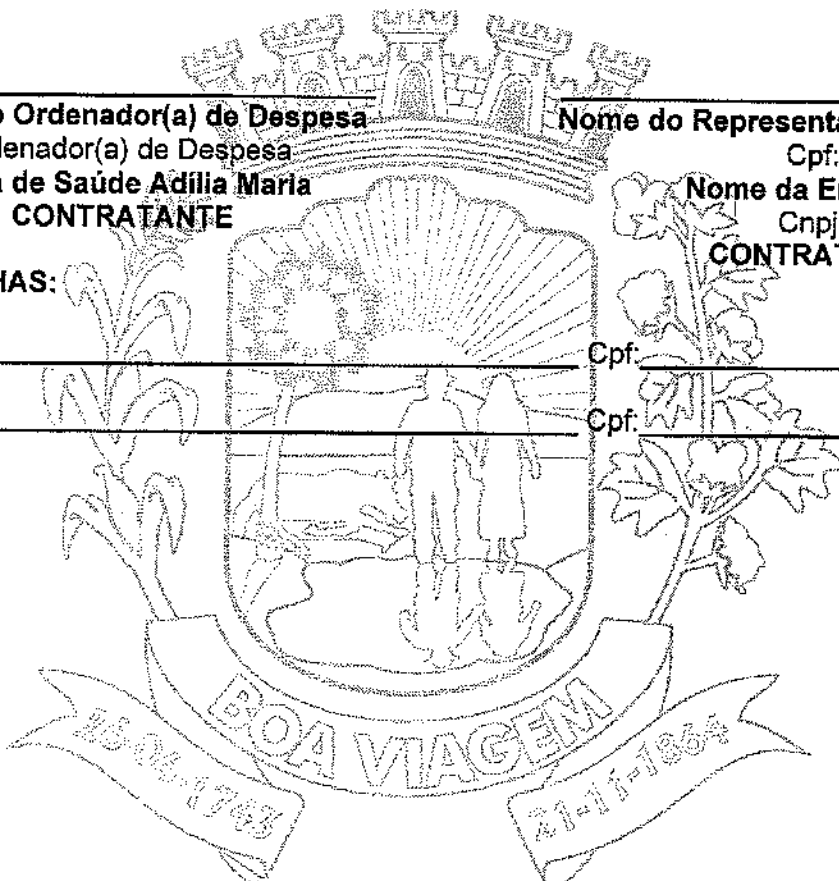 o Ordenador(a) de Despesa
Nome do Represent
denador(a) de Despesa
Cpf:
a de Saúde Adília Maria
Nome da E
CONTRATANTE
Cnpj
CONTRAT
HAS:
Cpf:
Cpf:
BOA VIAGEM
21-11-1864